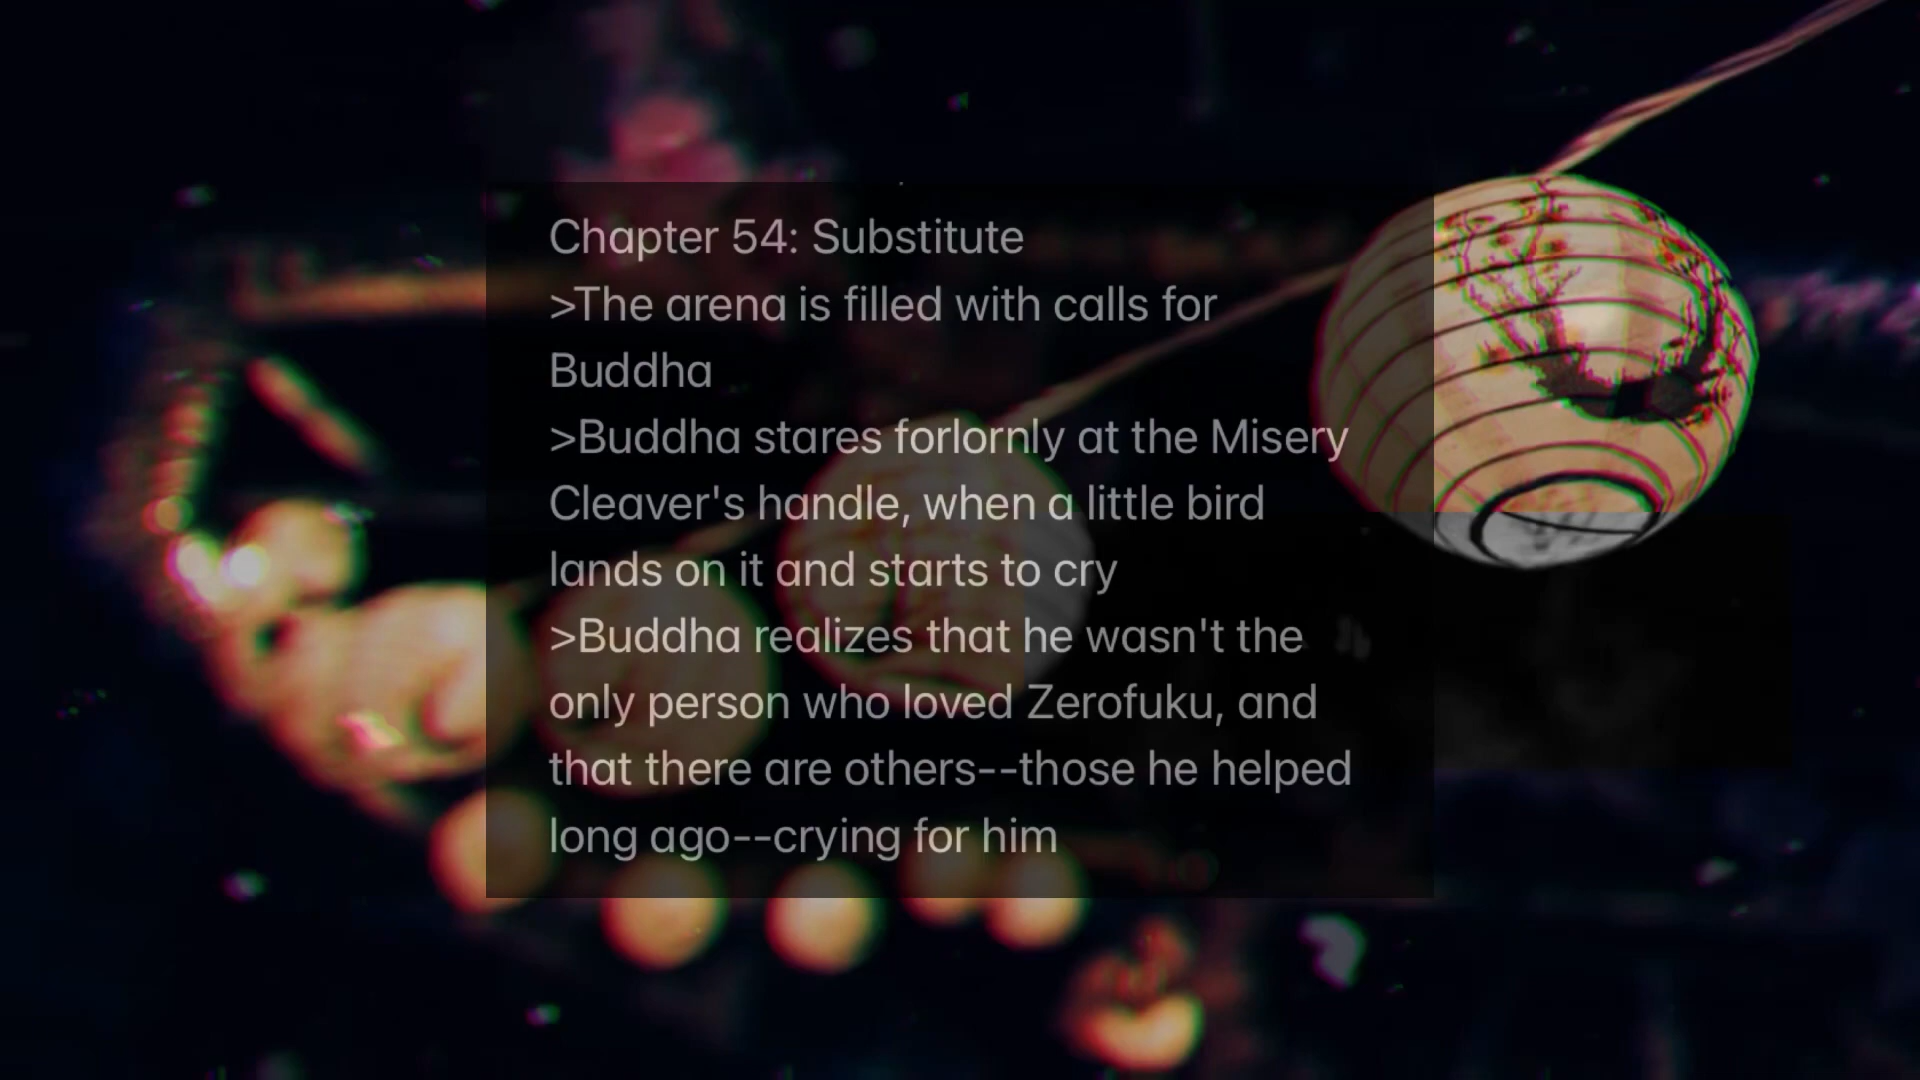 Chapter 54: Substitute
>The arena is filled with calls for
Buddha
>Buddha stares forlornly at the Misery
Cleaver's handle, when a little bird
lands on it and starts to cry
>Buddha realizes that he wasn't the
only person who loved Zerofuku, and
that there are others--those he helped
long ago--crying for him